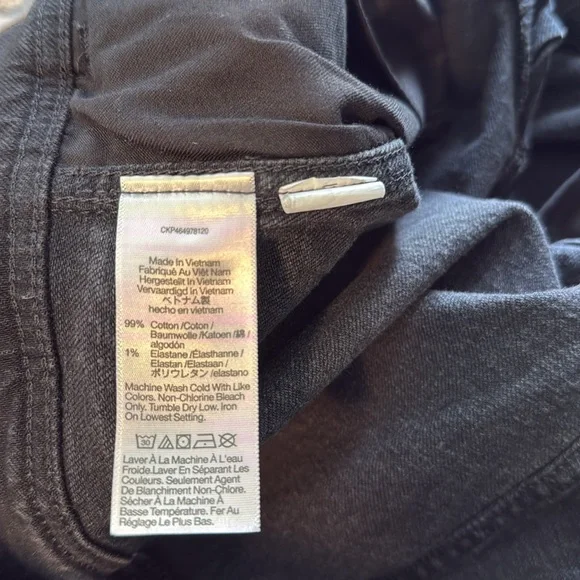 CKP464978120
Made In Vietnam
Fabriqué Au Việt Nam
Hergestellt In Vietnam
Vervaardigd in Vietnam
ベトナム製
hecho en vietnam
99% Cotton /Coton /
Baumwolle /Katoen /綿 /
algodón
1% Elastane /Élasthanne /
Elastan /Elastaan /
ポリウレタン /elastano
Machine Wash Cold With Like
Colors. Non-Chlorine Bleach
Only. Tumble Dry Low. Iron
On Lowest Setting.
30
Laver À La Machine À L'eau
Froide.Laver En Séparant Les
Couleurs. Seulement Agent
De Blanchiment Non-Chlore.
Sécher À La Machine À
Basse Température. Fer Au
Réglage Le Plus Bas.